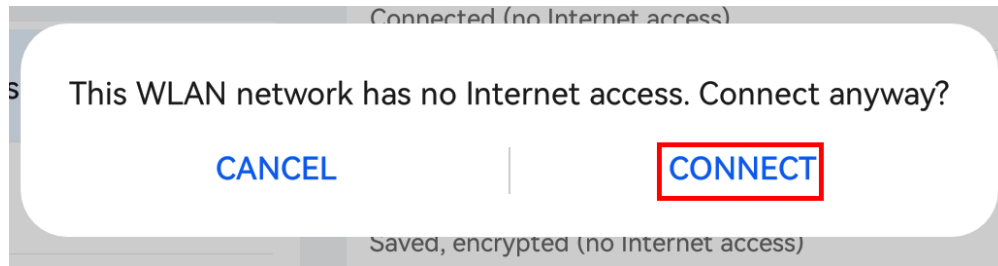 Connected (no Internet access)
s
This WLAN network has no Internet access. Connect anyway?
CANCEL
CONNECT
Saved, encrypted (no Internet access)